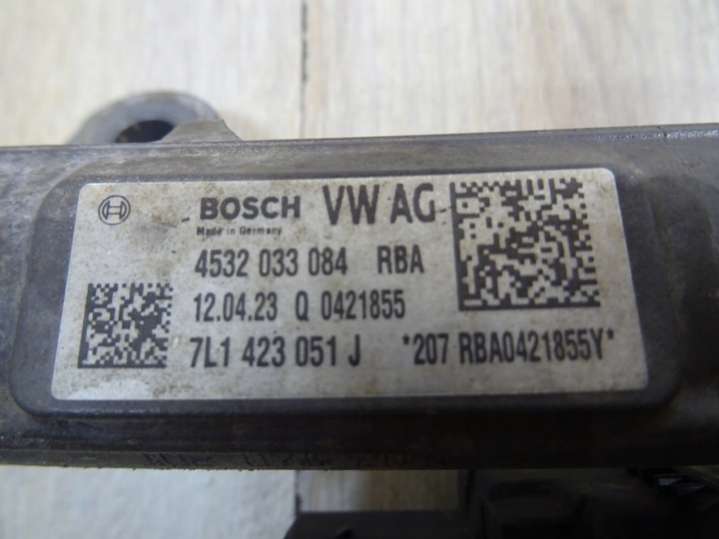 BOSCH VW AG
Made in Germany
4532 033 084 RBA
12.04.23 Q 0421855
7L1 423 051 J *207 RBA0421855Y*